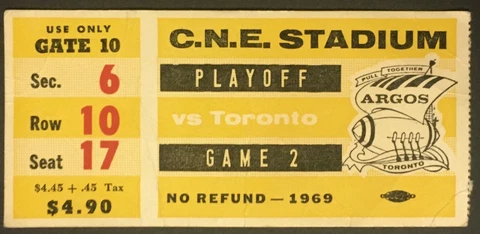 USE ONLY
GATE 10
Sec. 6
Row 10
Seat 17
$4.45 + .45 Tax
$4.90
C.N.E. STADIUM
PLAYOFF
vs Toronto
GAME 2
NO REFUND — 1969
PULL TOGETHER
ARGOS
TORONTO